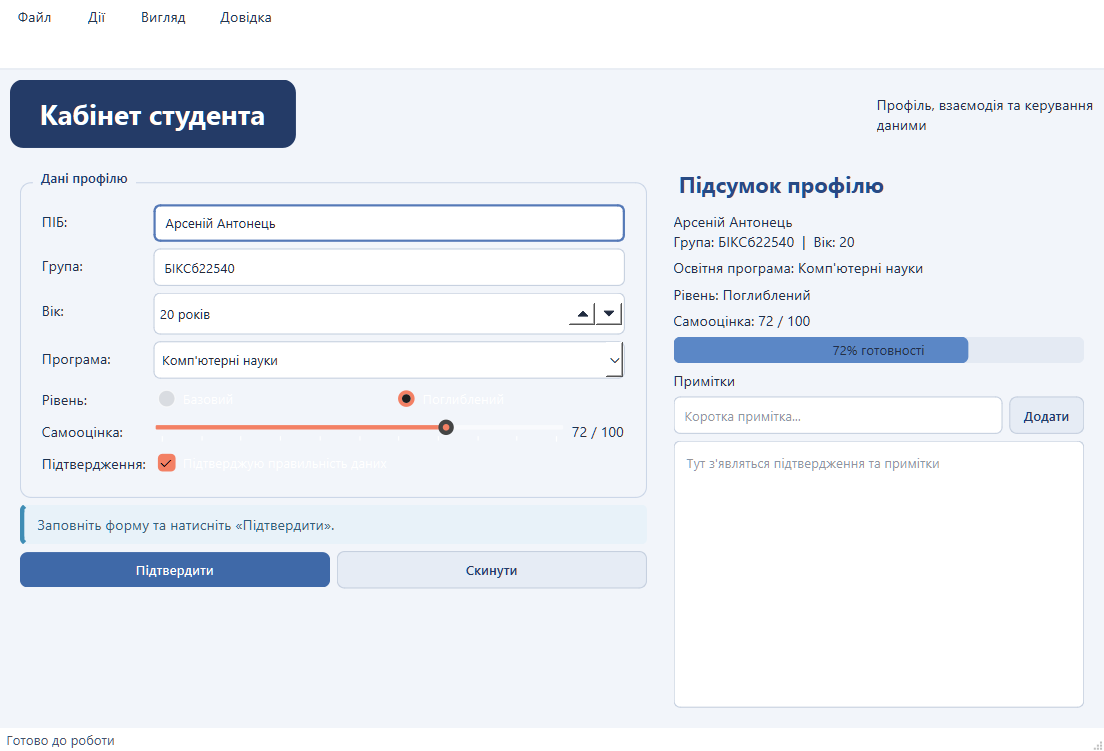 Файл Дії Вигляд Довідка
Кабінет студента
Профіль, взаємодія та керування
даними
Дані профілю
ПІБ: Арсеній Антонець
Група: БІКСб22540
Вік: 20 років
Програма: Комп'ютерні науки
Рівень: Базовий Поглиблений
Самооцінка: 72 / 100
Підтвердження: Підтверджую правильність даних
Заповніть форму та натисніть «Підтвердити».
Підтвердити Скинути
Підсумок профілю
Арсеній Антонець
Група: БІКСб22540 | Вік: 20
Освітня програма: Комп'ютерні науки
Рівень: Поглиблений
Самооцінка: 72 / 100
72% готовності
Примітки
Коротка примітка... Додати
Тут з'являться підтвердження та примітки
Готово до роботи